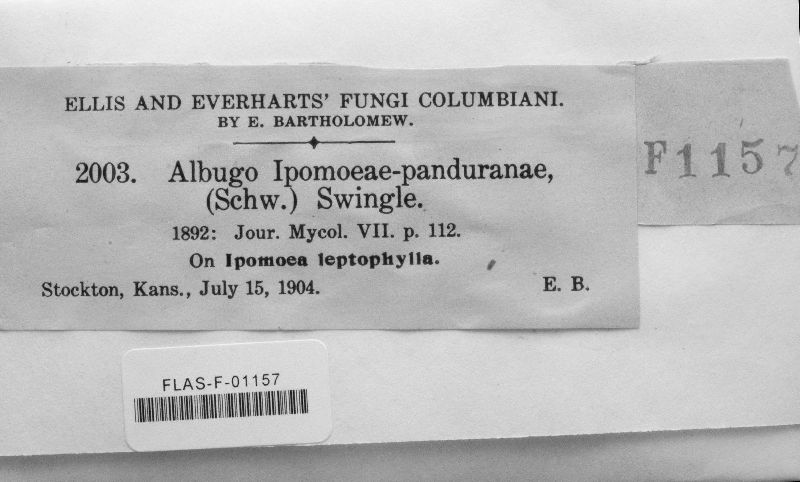 ELLIS AND EVERHARTS' FUNGI COLUMBIANI.
BY E. BARTHOLOMEW.
2003. Albugo Ipomoeae-panduranae,
(Schw.) Swingle.
1892: Jour. Mycol. VII. p. 112.
On Ipomoea leptophylla.
Stockton, Kans., July 15, 1904. E. B.
F1157
FLAS-F-01157